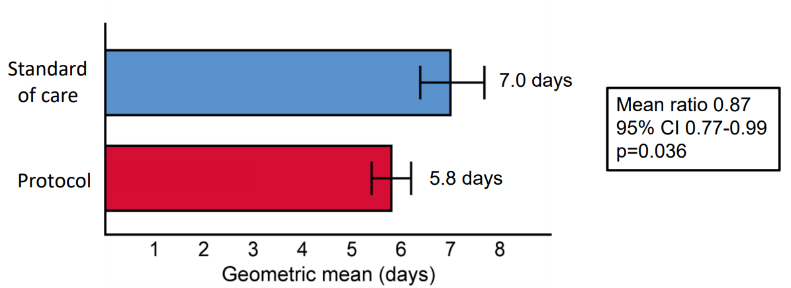 Standard
of care
7.0 days
Protocol
5.8 days
Mean ratio 0.87
95% CI 0.77-0.99
p=0.036
1 2 3 4 5 6 7 8
Geometric mean (days)